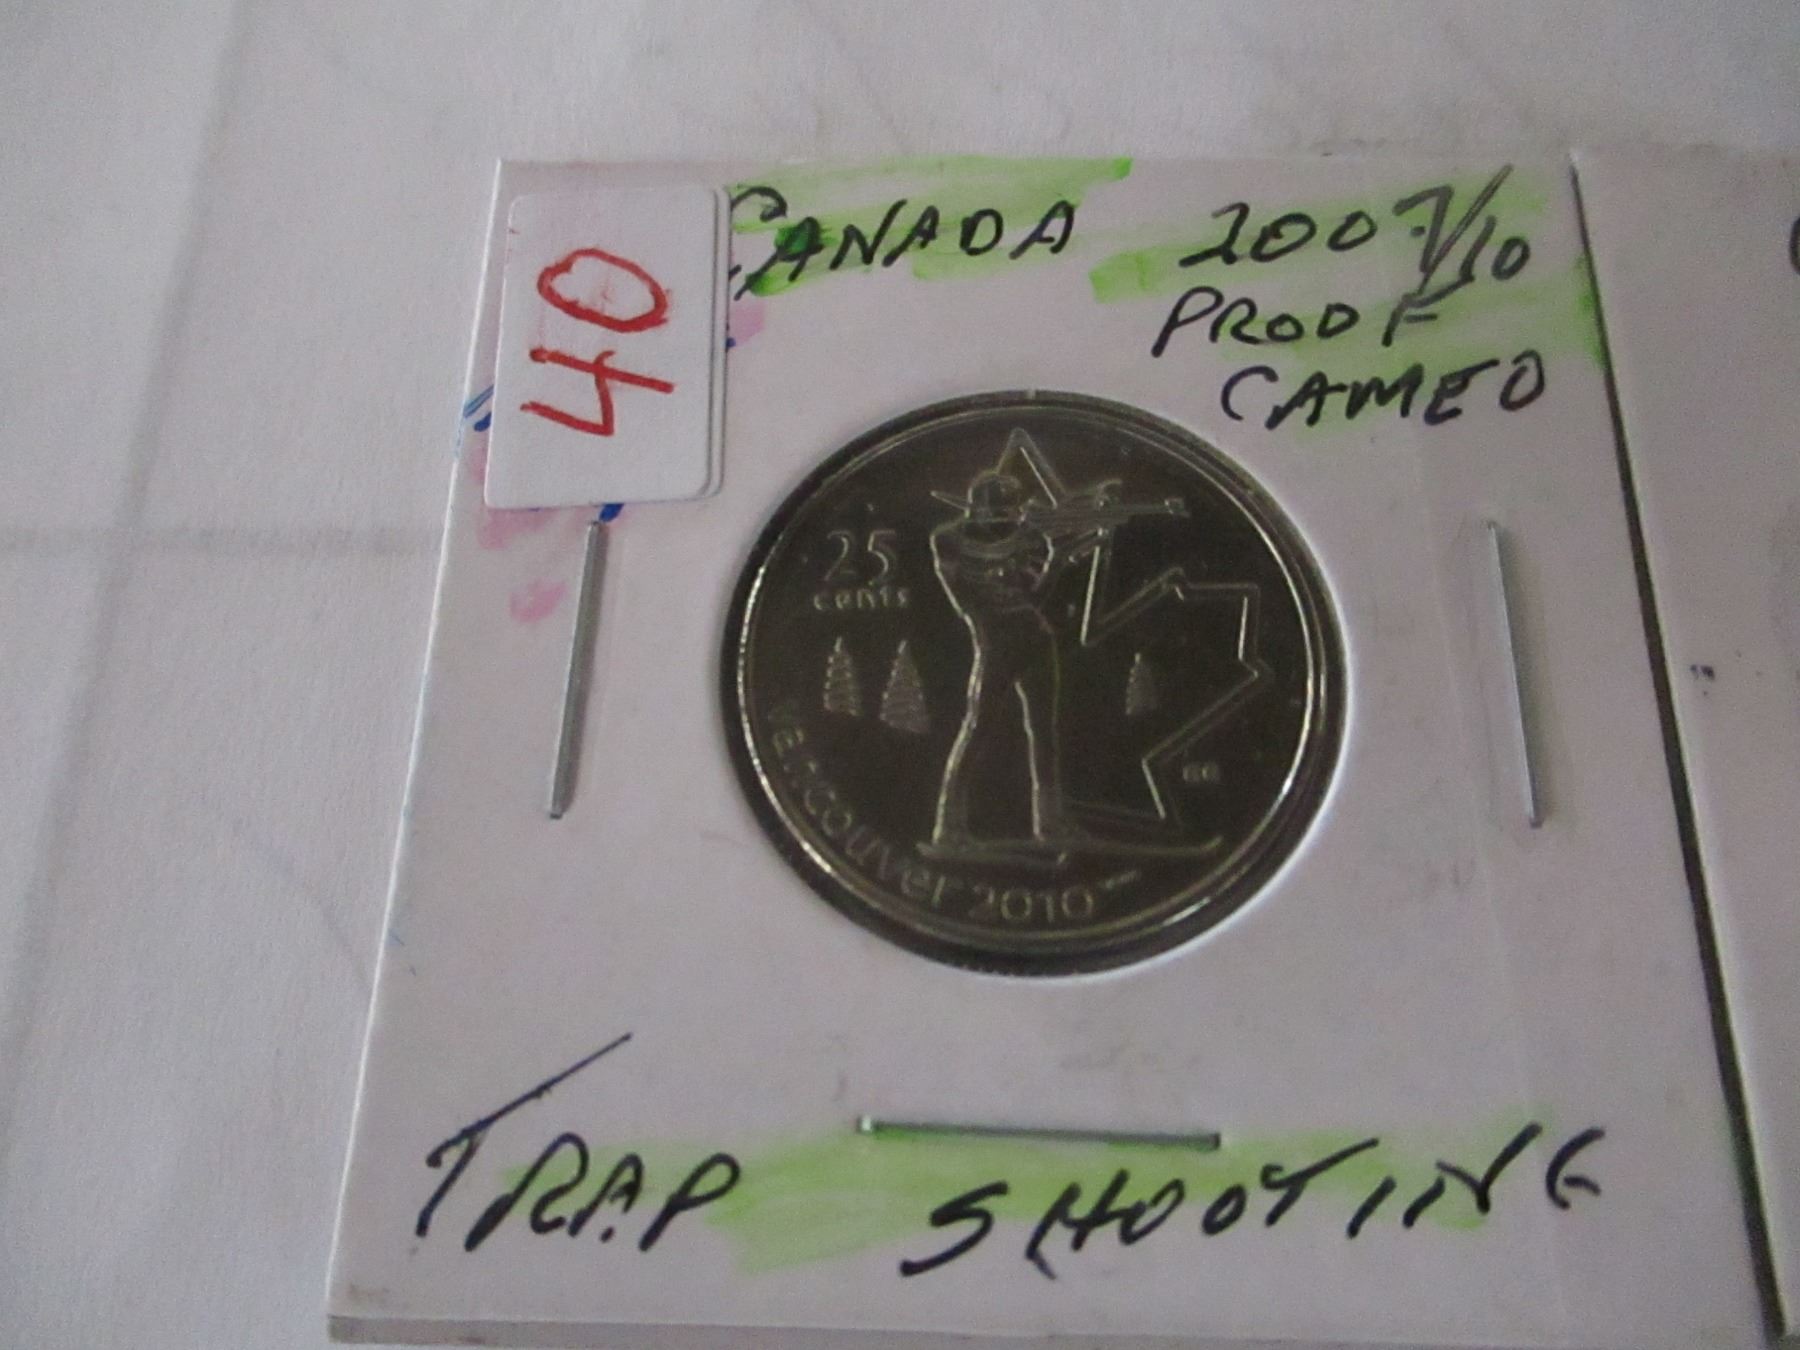 40
CANADA 2007/10
PROOF
CAMEO
25
cents
vancouver 2010
TRAP SHOOTING